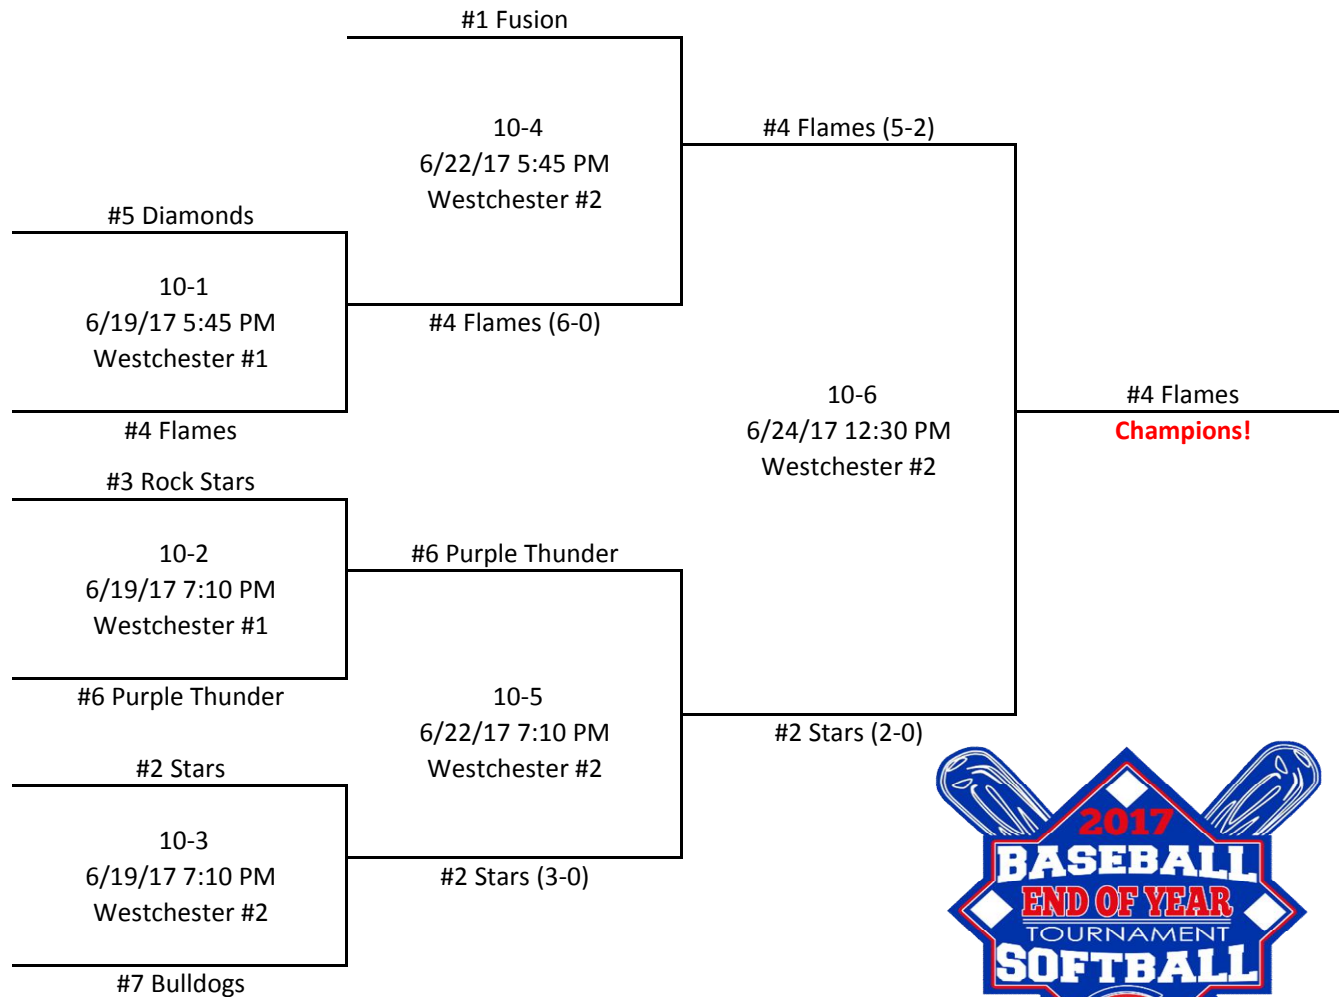 #1 Fusion
10-4
6/22/17 5:45 PM
Westchester #2
#4 Flames (5-2)
#5 Diamonds
10-1
6/19/17 5:45 PM
Westchester #1
#4 Flames (6-0)
#4 Flames
10-6
6/24/17 12:30 PM
Westchester #2
#4 Flames
Champions!
#3 Rock Stars
10-2
6/19/17 7:10 PM
Westchester #1
#6 Purple Thunder
#6 Purple Thunder
10-5
6/22/17 7:10 PM
Westchester #2
#2 Stars (2-0)
#2 Stars
10-3
6/19/17 7:10 PM
Westchester #2
#2 Stars (3-0)
#7 Bulldogs
2017
BASEBALL
END OF YEAR
TOURNAMENT
SOFTBALL